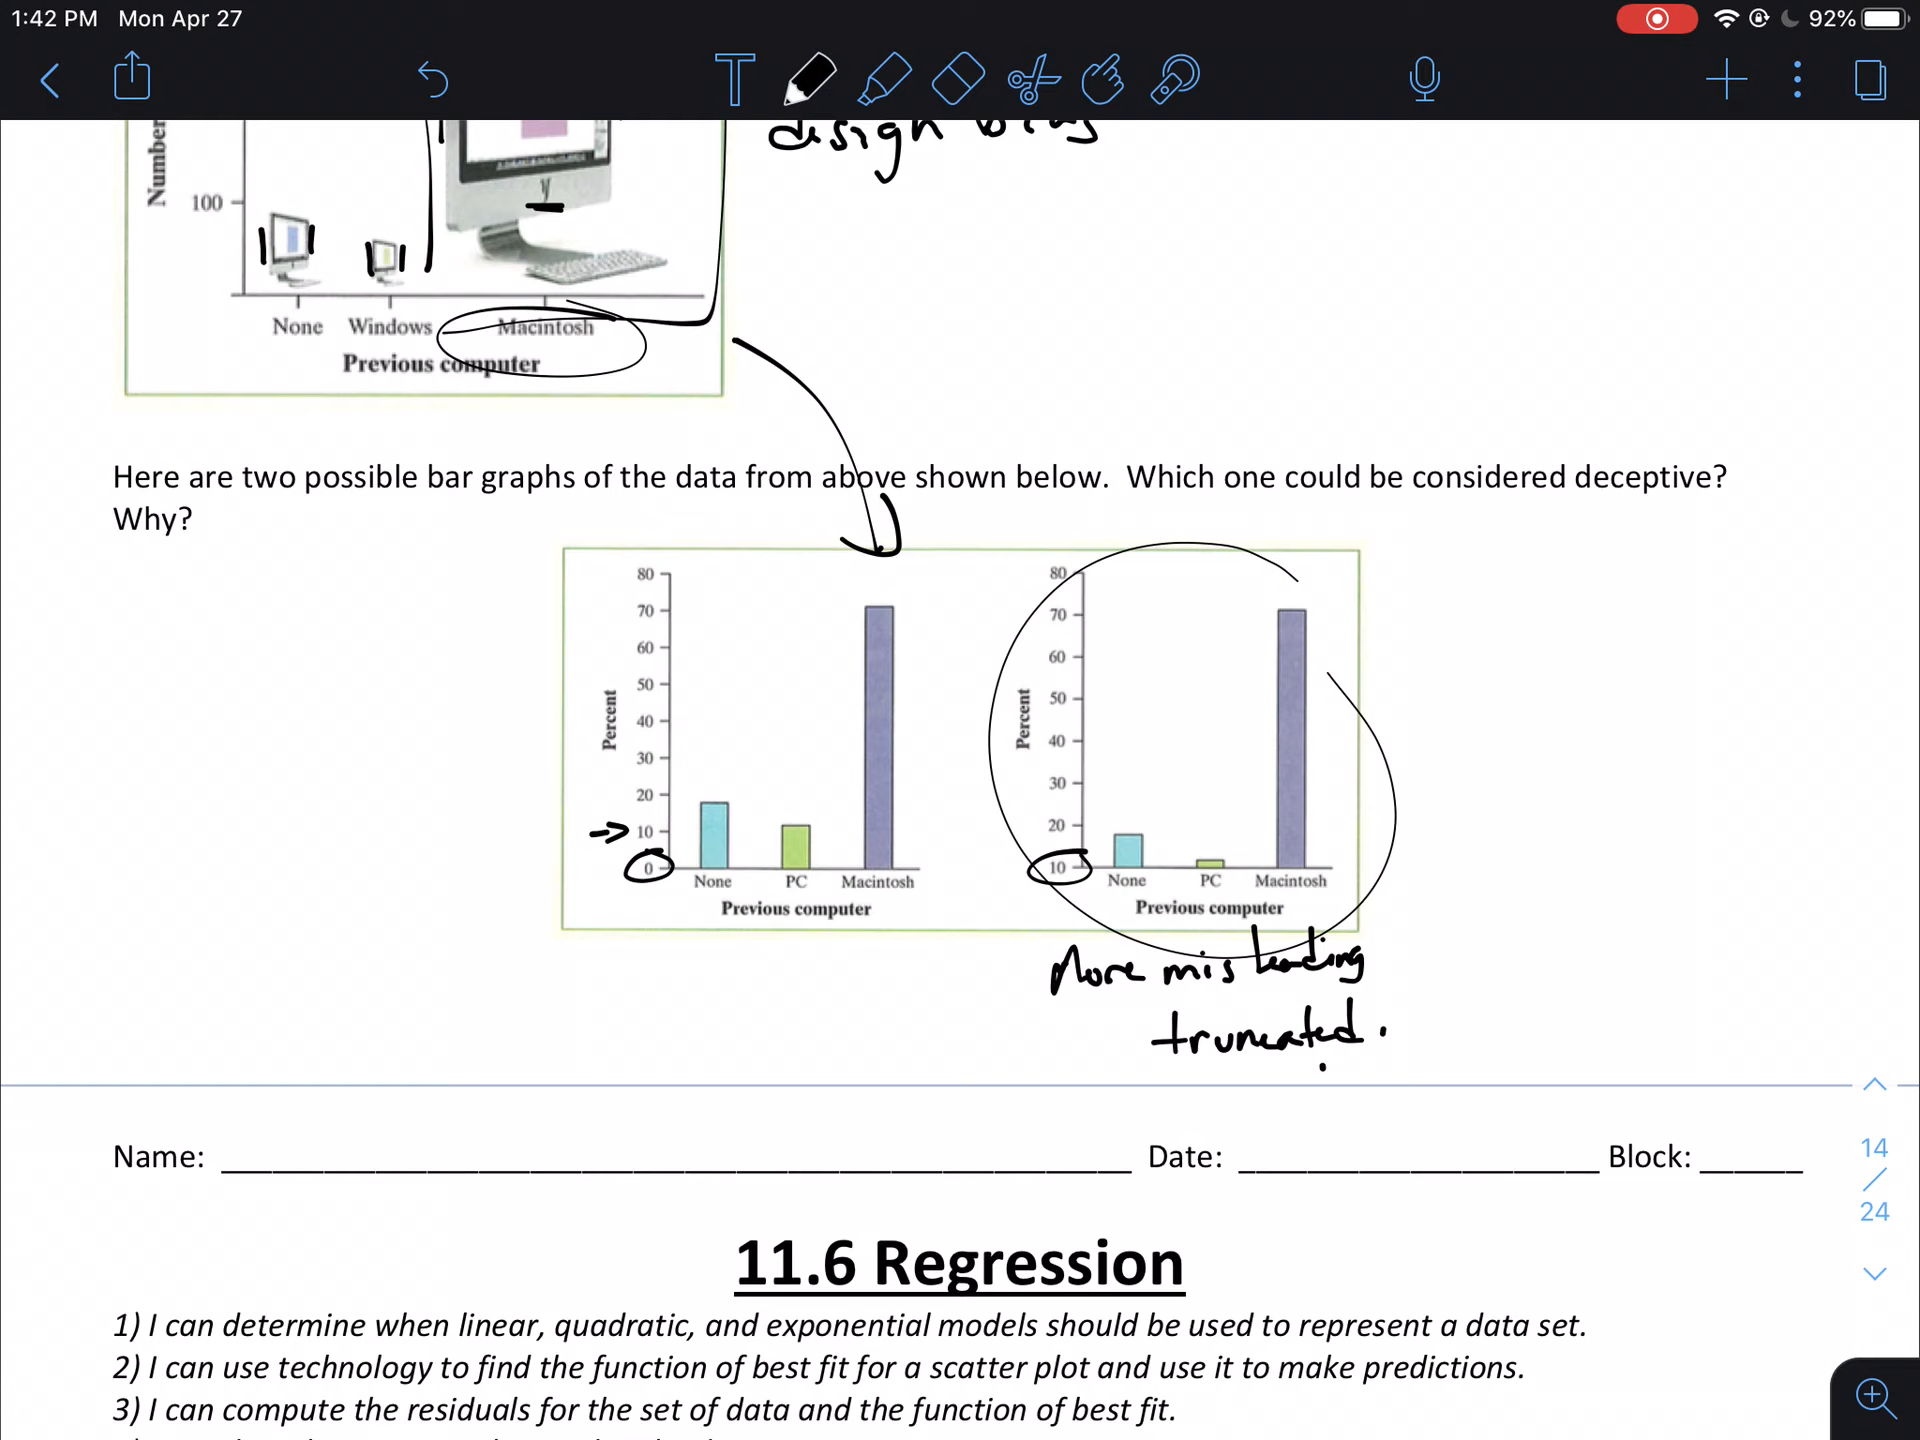 1:42 PM Mon Apr 27
92%
Number
design bias
100
None Windows Macintosh
Previous computer
Here are two possible bar graphs of the data from above shown below. Which one could be considered deceptive?
Why?
80
70
60
50
40
30
20
10
0
Percent
None PC Macintosh
Previous computer
80
70
60
50
40
30
20
10
Percent
None PC Macintosh
Previous computer
More misleading
truncated.
Name: Date: Block:
14
/
24
11.6 Regression
1) I can determine when linear, quadratic, and exponential models should be used to represent a data set.
2) I can use technology to find the function of best fit for a scatter plot and use it to make predictions.
3) I can compute the residuals for the set of data and the function of best fit.